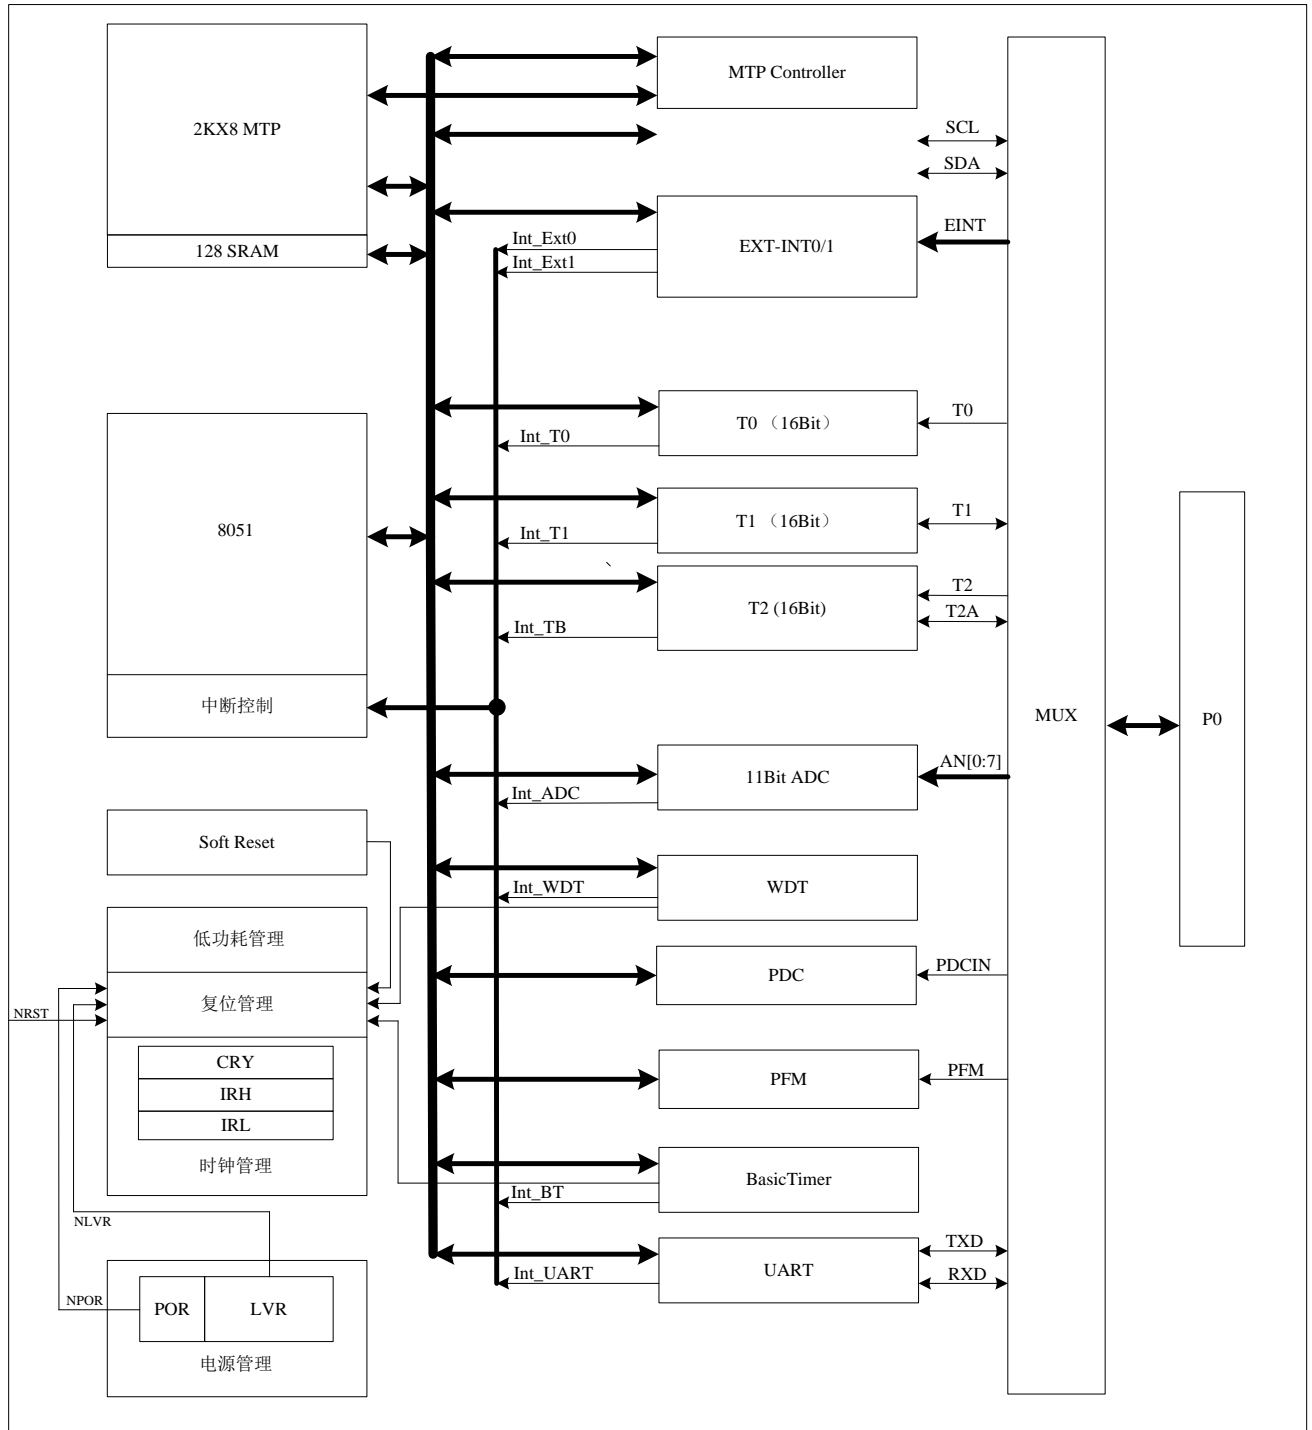 MTP Controller
2KX8 MTP
SCL
SDA
EINT
Int_Ext0
EXT-INT0/1
128 SRAM
Int_Ext1
T0
T0 （16Bit）
Int_T0
T1
T1 （16Bit）
8051
Int_T1
、
T2
T2 (16Bit)
T2A
Int_TB
中断控制
MUX
P0
AN[0:7]
11Bit ADC
Int_ADC
Soft Reset
Int_WDT
WDT
低功耗管理
PDCIN
PDC
复位管理
NRST
CRY
PFM
PFM
IRH
IRL
时钟管理
BasicTimer
Int_BT
NLVR
TXD
Int_UART
UART
RXD
NPOR
POR
LVR
电源管理